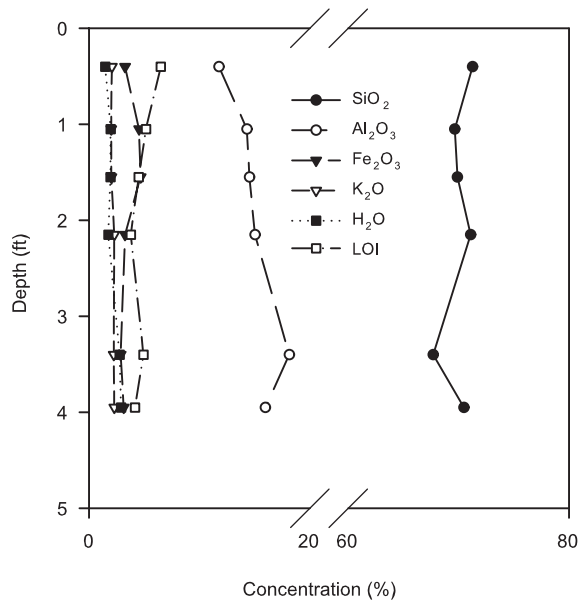 0
1
2
3
4
5
Depth (ft)
SiO₂
Al₂O₃
Fe₂O₃
K₂O
H₂O
LOI
0 20 60 80
Concentration (%)